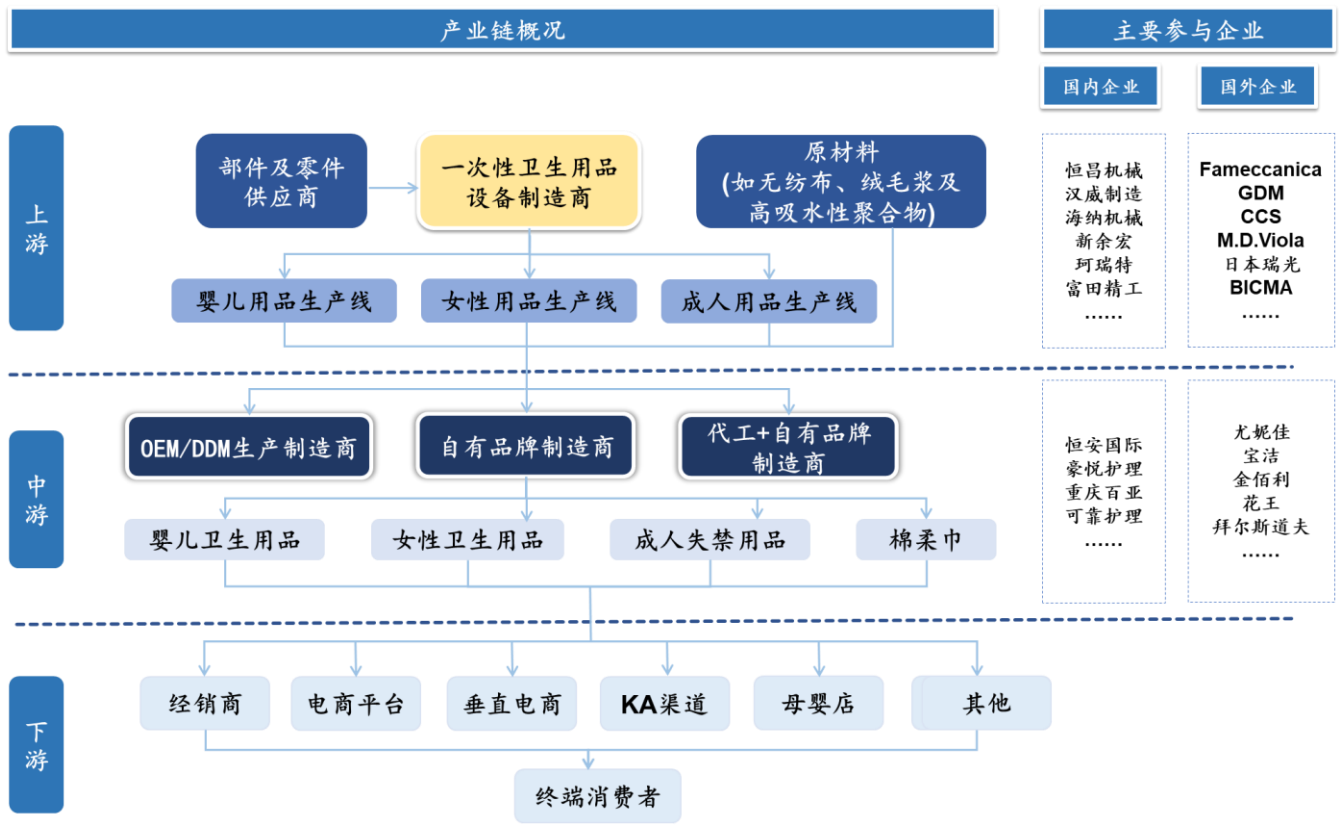 产业链概况
主要参与企业
国内企业
国外企业
上游
部件及零件
供应商
一次性卫生用品
设备制造商
原材料
(如无纺布、绒毛浆及
高吸水性聚合物)
婴儿用品生产线
女性用品生产线
成人用品生产线
恒昌机械
汉威制造
海纳机械
新余宏
珂瑞特
富田精工
……
Fameccanica
GDM
CCS
M.D.Viola
日本瑞光
BICMA
……
中游
OEM/DDM生产制造商
自有品牌制造商
代工+自有品牌
制造商
婴儿卫生用品
女性卫生用品
成人失禁用品
棉柔巾
恒安国际
豪悦护理
重庆百亚
可靠护理
……
尤妮佳
宝洁
金佰利
花王
拜尔斯道夫
……
下游
经销商
电商平台
垂直电商
KA渠道
母婴店
其他
终端消费者